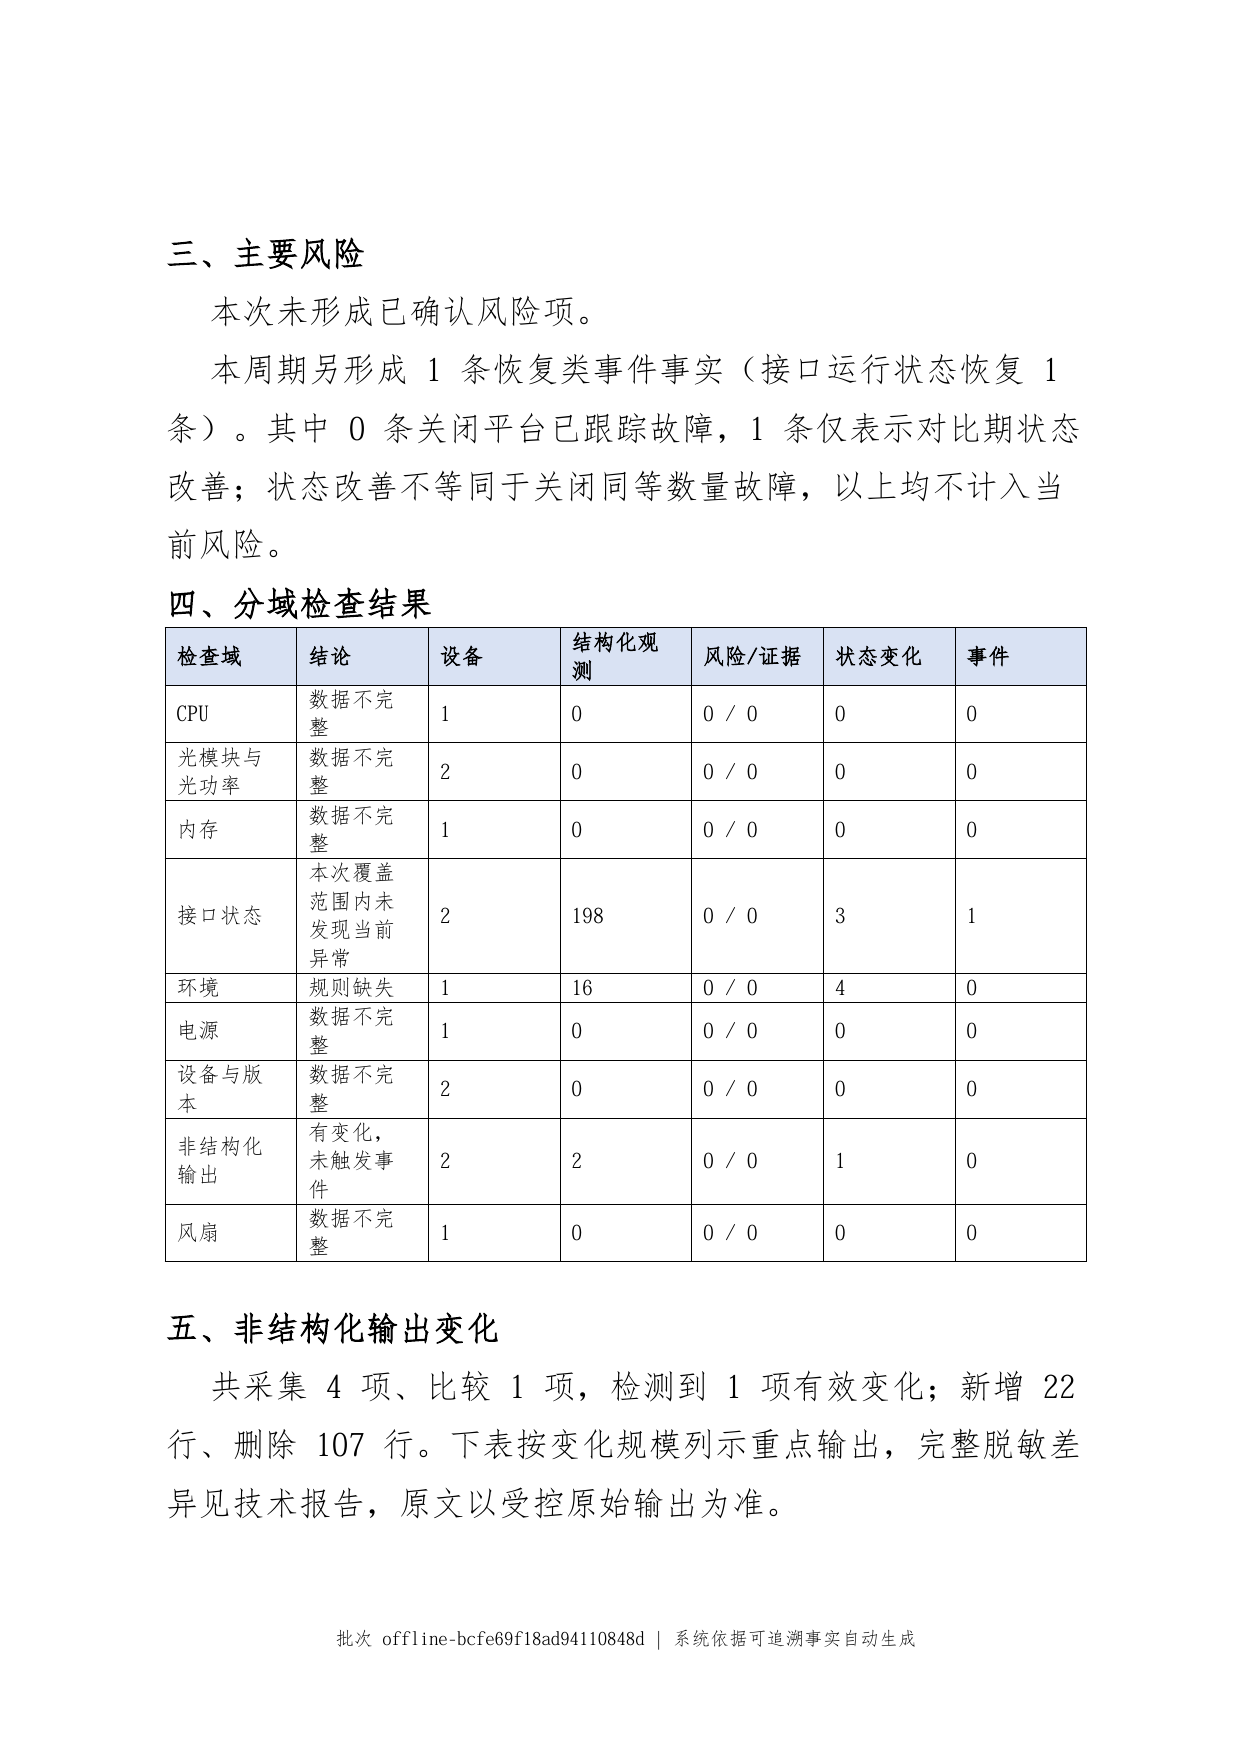 三、主要风险
本次未形成已确认风险项。
本周期另形成 1 条恢复类事件事实（接口运行状态恢复 1
条）。其中 0 条关闭平台已跟踪故障，1 条仅表示对比期状态
改善；状态改善不等同于关闭同等数量故障，以上均不计入当
前风险。
四、分域检查结果
检查域 结论 设备 结构化观 风险/证据 状态变化 事件
测
CPU 数据不完 1 0 0 / 0 0 0
整
光模块与 数据不完 2 0 0 / 0 0 0
光功率 整
内存 数据不完 1 0 0 / 0 0 0
整
接口状态 本次覆盖 2 198 0 / 0 3 1
范围内未
发现当前
异常
环境 规则缺失 1 16 0 / 0 4 0
电源 数据不完 1 0 0 / 0 0 0
整
设备与版 数据不完 2 0 0 / 0 0 0
本 整
非结构化 有变化， 2 2 0 / 0 1 0
输出 未触发事
件
风扇 数据不完 1 0 0 / 0 0 0
整
五、非结构化输出变化
共采集 4 项、比较 1 项，检测到 1 项有效变化；新增 22
行、删除 107 行。下表按变化规模列示重点输出，完整脱敏差
异见技术报告，原文以受控原始输出为准。
批次 offline-bcfe69f18ad94110848d | 系统依据可追溯事实自动生成